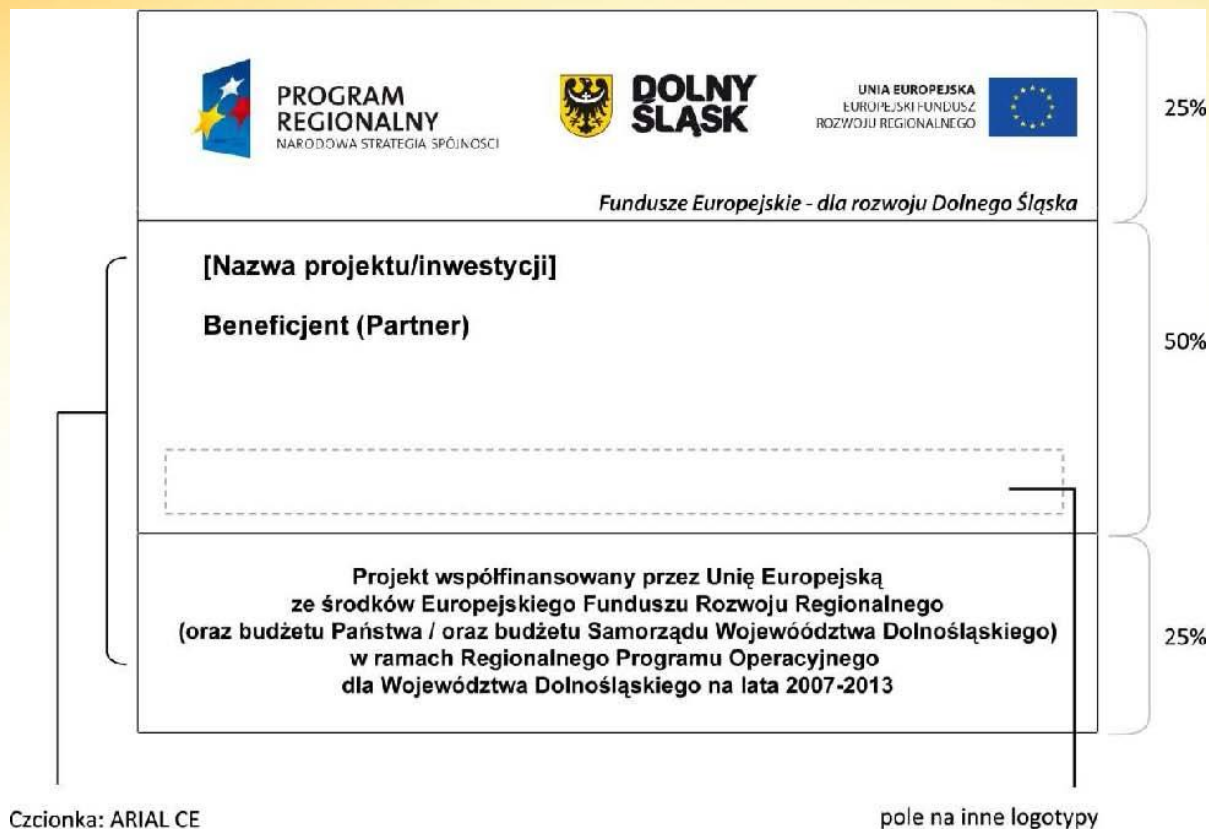 PROGRAM
REGIONALNY
NARODOWA STRATEGIA SPÓJNOŚCI
DOLNY
ŚLĄSK
UNIA EUROPEJSKA
EUROPEJSKI FUNDUSZ
ROZWOJU REGIONALNEGO
25%
Fundusze Europejskie - dla rozwoju Dolnego Śląska
[Nazwa projektu/inwestycji]
Beneficjent (Partner)
50%
Projekt współfinansowany przez Unię Europejską
ze środków Europejskiego Funduszu Rozwoju Regionalnego
(oraz budżetu Państwa / oraz budżetu Samorządu Wojewóództwa Dolnośląskiego)
w ramach Regionalnego Programu Operacyjnego
dla Województwa Dolnośląskiego na lata 2007-2013
25%
Czcionka: ARIAL CE
pole na inne logotypy